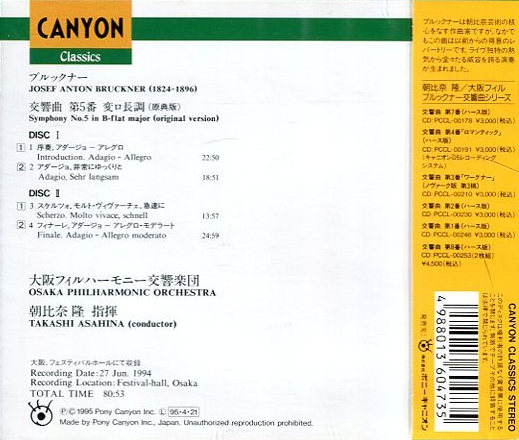 CANYON
Classics
ブルックナー
JOSEF ANTON BRUCKNER (1824-1896)
交響曲 第5番 変ロ長調 (原典版)
Symphony No.5 in B-flat major (original version)
DISC I
1 1 序奏、アダージョ－アレグロ
Introduction. Adagio - Allegro 22:50
2 2 アダージョ、非常にゆっくりと
Adagio, Sehr langsam 18:51
DISC II
1 3 スケルツォ、モルト・ヴィヴァーチェ、急速に
Scherzo. Molto vivace, schnell 13:57
2 4 フィナーレ、アダージョ－アレグロ・モデラート
Finale. Adagio - Allegro moderato 24:59
大阪フィルハーモニー交響楽団
OSAKA PHILHARMONIC ORCHESTRA
朝比奈 隆 指揮
TAKASHI ASAHINA (conductor)
大阪、フェスティバルホールにて収録
Recording Date: 27 Jun. 1994
Recording Location: Festival-hall, Osaka
TOTAL TIME 80:53
Ⓟ©1995 Pony Canyon Inc. L 95・4・21
Made by Pony Canyon Inc., Japan. Unauthorized reproduction prohibited.
ブルックナーは朝比奈芸術の核
心をなす作曲家ですが、なかで
もこの曲は以前からの得意のレ
パートリーです。ライヴ独特の熱
気から堂々たる威容を誇る演奏
が生まれました。
朝比奈 隆／大阪フィル
ブルックナー交響曲シリーズ
交響曲 第7番(ハース版)
CD:PCCL-00178 ¥3,000(税込)
交響曲 第4番「ロマンティック」
(ハース版)
CD:PCCL-00191 ¥3,000(税込)
(キャニオンD5レコーディング
システム)
交響曲 第3番「ワーグナー」
(ノヴァーク版 第3稿)
CD:PCCL-00210 ¥3,000(税込)
交響曲 第2番(ハース版)
CD:PCCL-00230 ¥3,000(税込)
交響曲 第1番(ハース版)
CD:PCCL-00246 ¥3,000(税込)
交響曲 第8番(ハース版)
CD:PCCL-00253(2枚組)
¥4,500(税込)
発売元
株式会社 ポニーキャニオン
4988013604735
CANYON CLASSICS STEREO